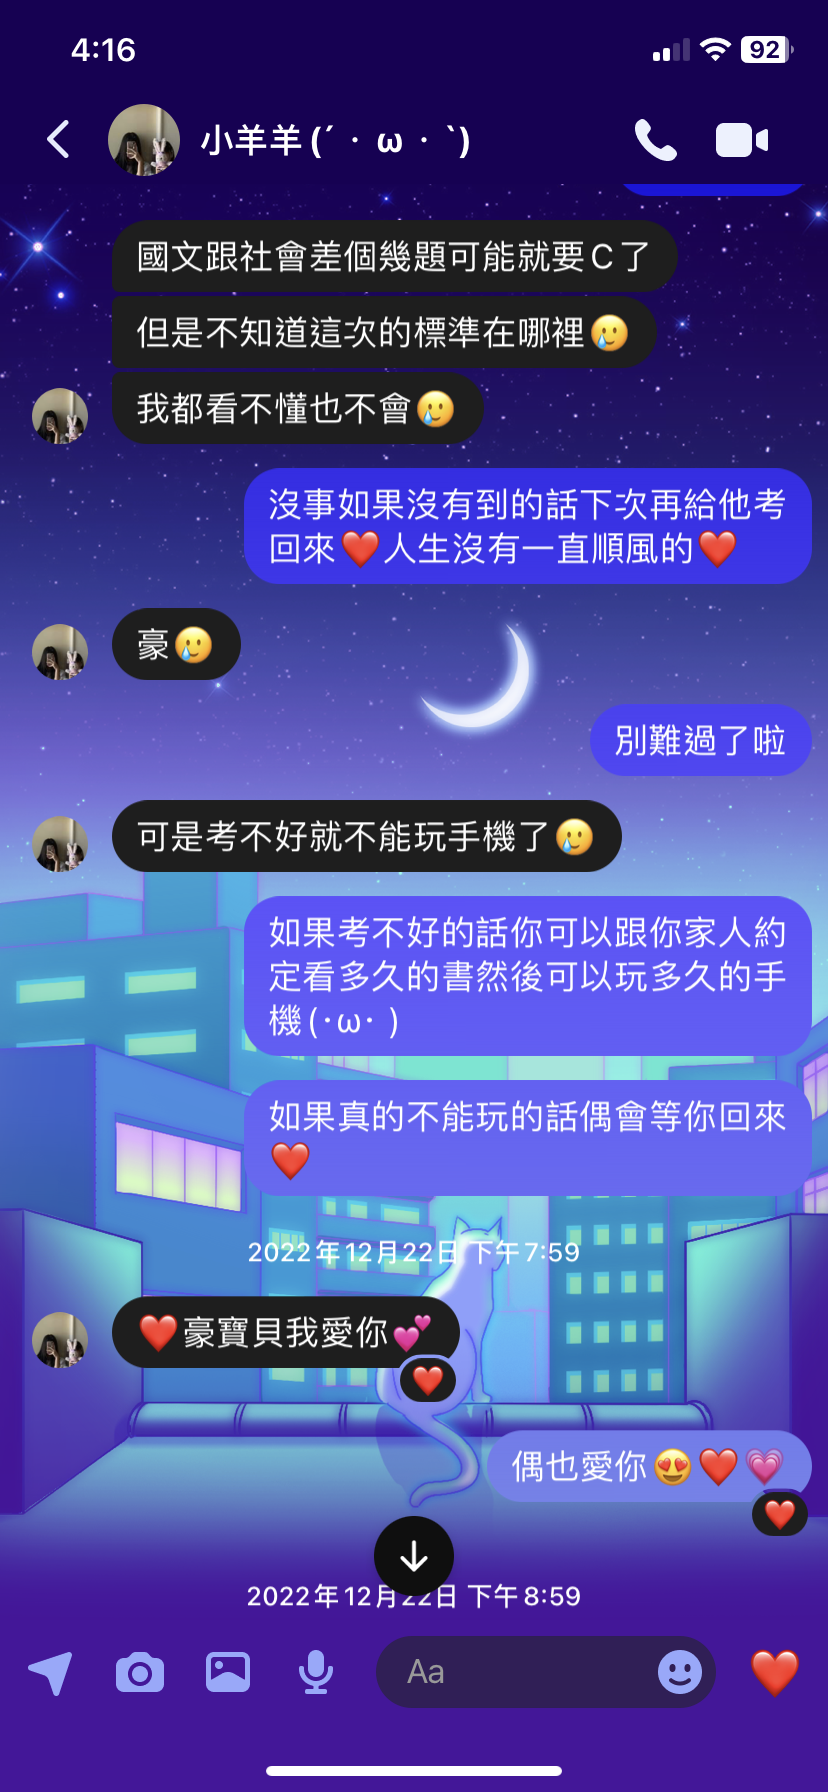 4:16
92
小羊羊 (´ · ω · `)
國文跟社會差個幾題可能就要C了
但是不知道這次的標準在哪裡🥲
我都看不懂也不會🥲
沒事如果沒有到的話下次再給他考
回來❤️人生沒有一直順風的❤️
豪🥲
別難過了啦
可是考不好就不能玩手機了🥲
如果考不好的話你可以跟你家人約
定看多久的書然後可以玩多久的手
機(･ω･ )
如果真的不能玩的話偶會等你回來
❤️
2022年12月22日 下午7:59
❤️豪寶貝我愛你💕
❤️
偶也愛你😍❤️💗
❤️
2022年12月22日 下午8:59
Aa